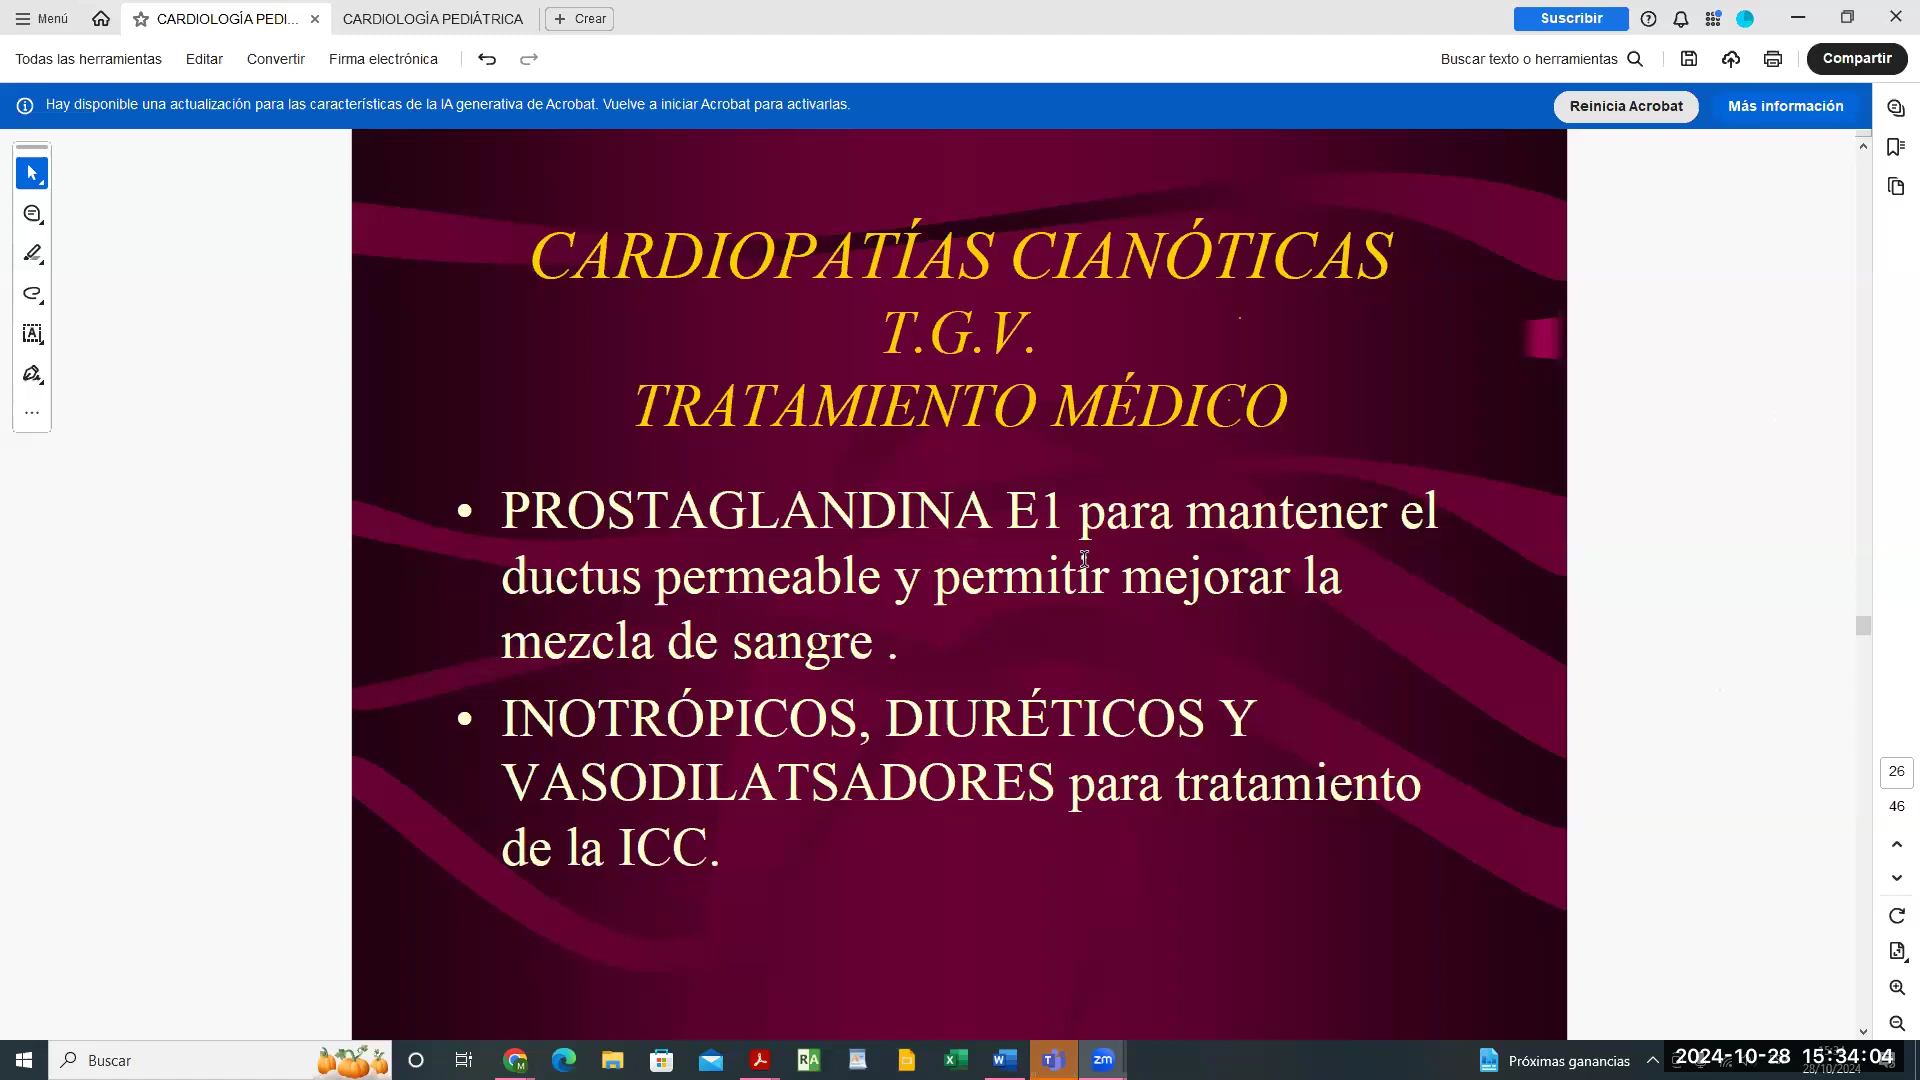 Menú
CARDIOLOGÍA PEDI...
CARDIOLOGÍA PEDIÁTRICA
Crear
Suscribir
Todas las herramientas
Editar
Convertir
Firma electrónica
Buscar texto o herramientas
Compartir
Hay disponible una actualización para las características de la IA generativa de Acrobat. Vuelve a iniciar Acrobat para activarlas.
Reinicia Acrobat
Más información
CARDIOPATÍAS CIANÓTICAS
T.G.V.
TRATAMIENTO MÉDICO
• PROSTAGLANDINA E1 para mantener el
ductus permeable y permitir mejorar la
mezcla de sangre .
• INOTRÓPICOS, DIURÉTICOS Y
VASODILATSADORES para tratamiento
de la ICC.
26
46
Buscar
Próximas ganancias
2024-10-28 15:34:04
28/10/2024